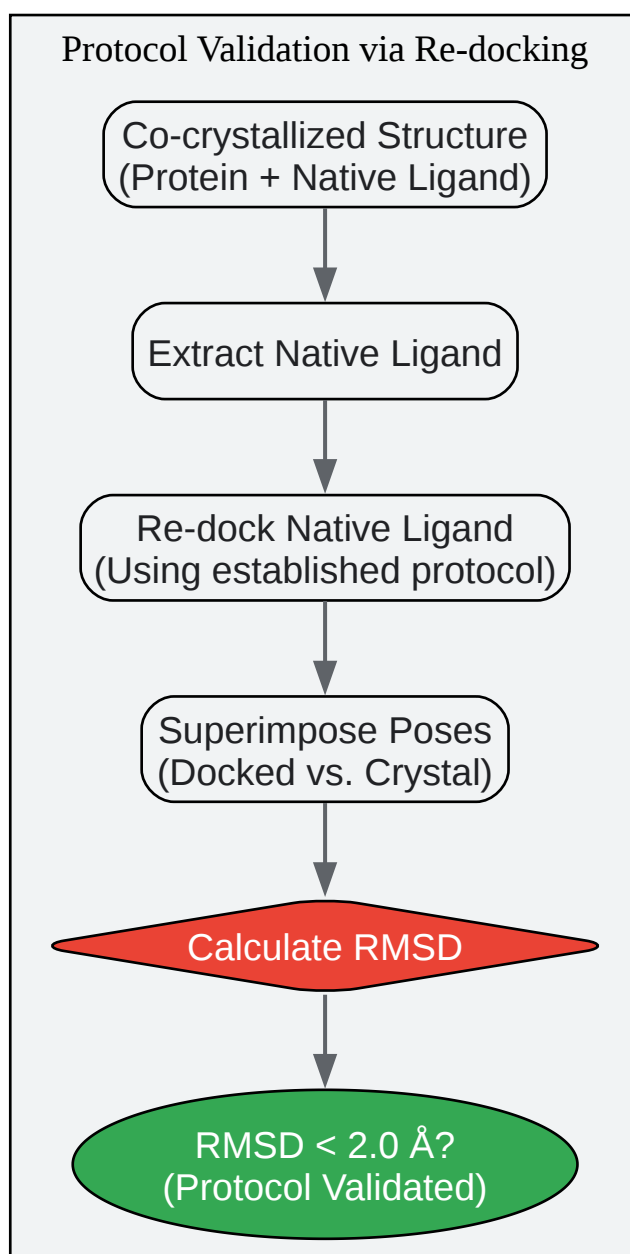 Protocol Validation via Re-docking
Co-crystallized Structure
(Protein + Native Ligand)
Extract Native Ligand
Re-dock Native Ligand
(Using established protocol)
Superimpose Poses
(Docked vs. Crystal)
Calculate RMSD
RMSD < 2.0 Å?
(Protocol Validated)